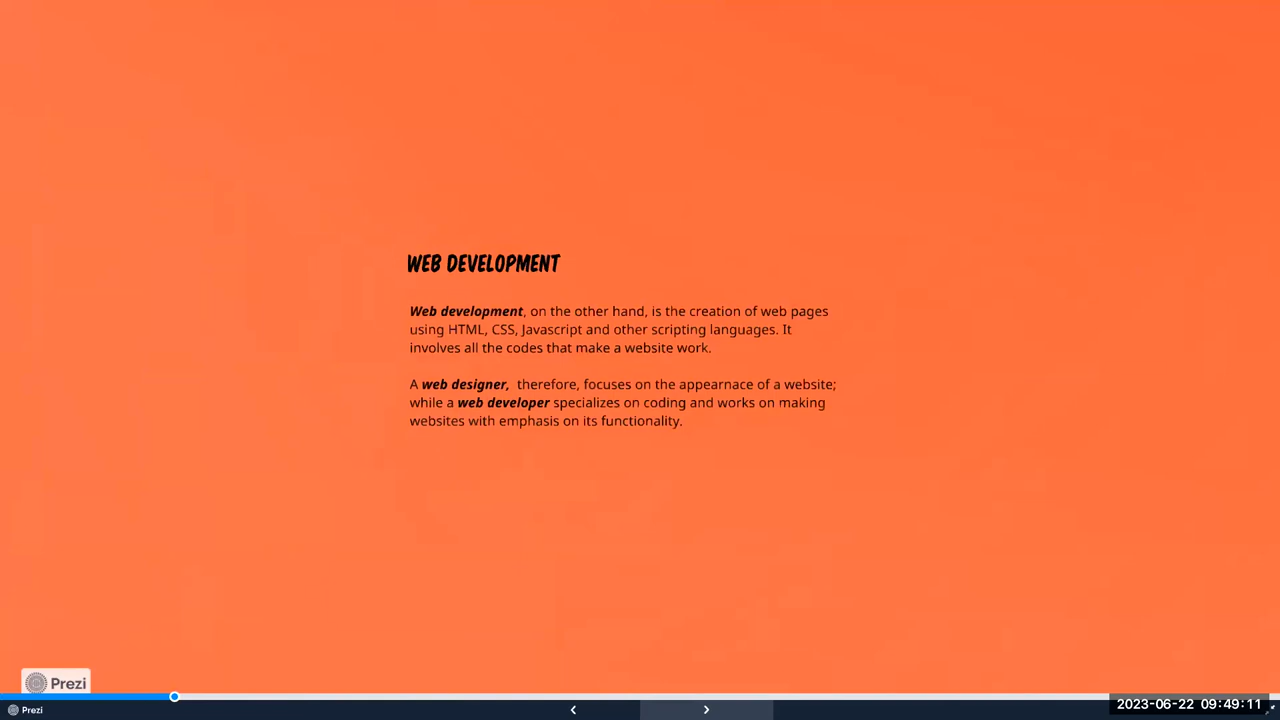 WEB DEVELOPMENT
Web development, on the other hand, is the creation of web pages
using HTML, CSS, Javascript and other scripting languages. It
involves all the codes that make a website work.
A web designer, therefore, focuses on the appearnace of a website;
while a web developer specializes on coding and works on making
websites with emphasis on its functionality.
Prezi
Prezi
2023-06-22 09:49:11